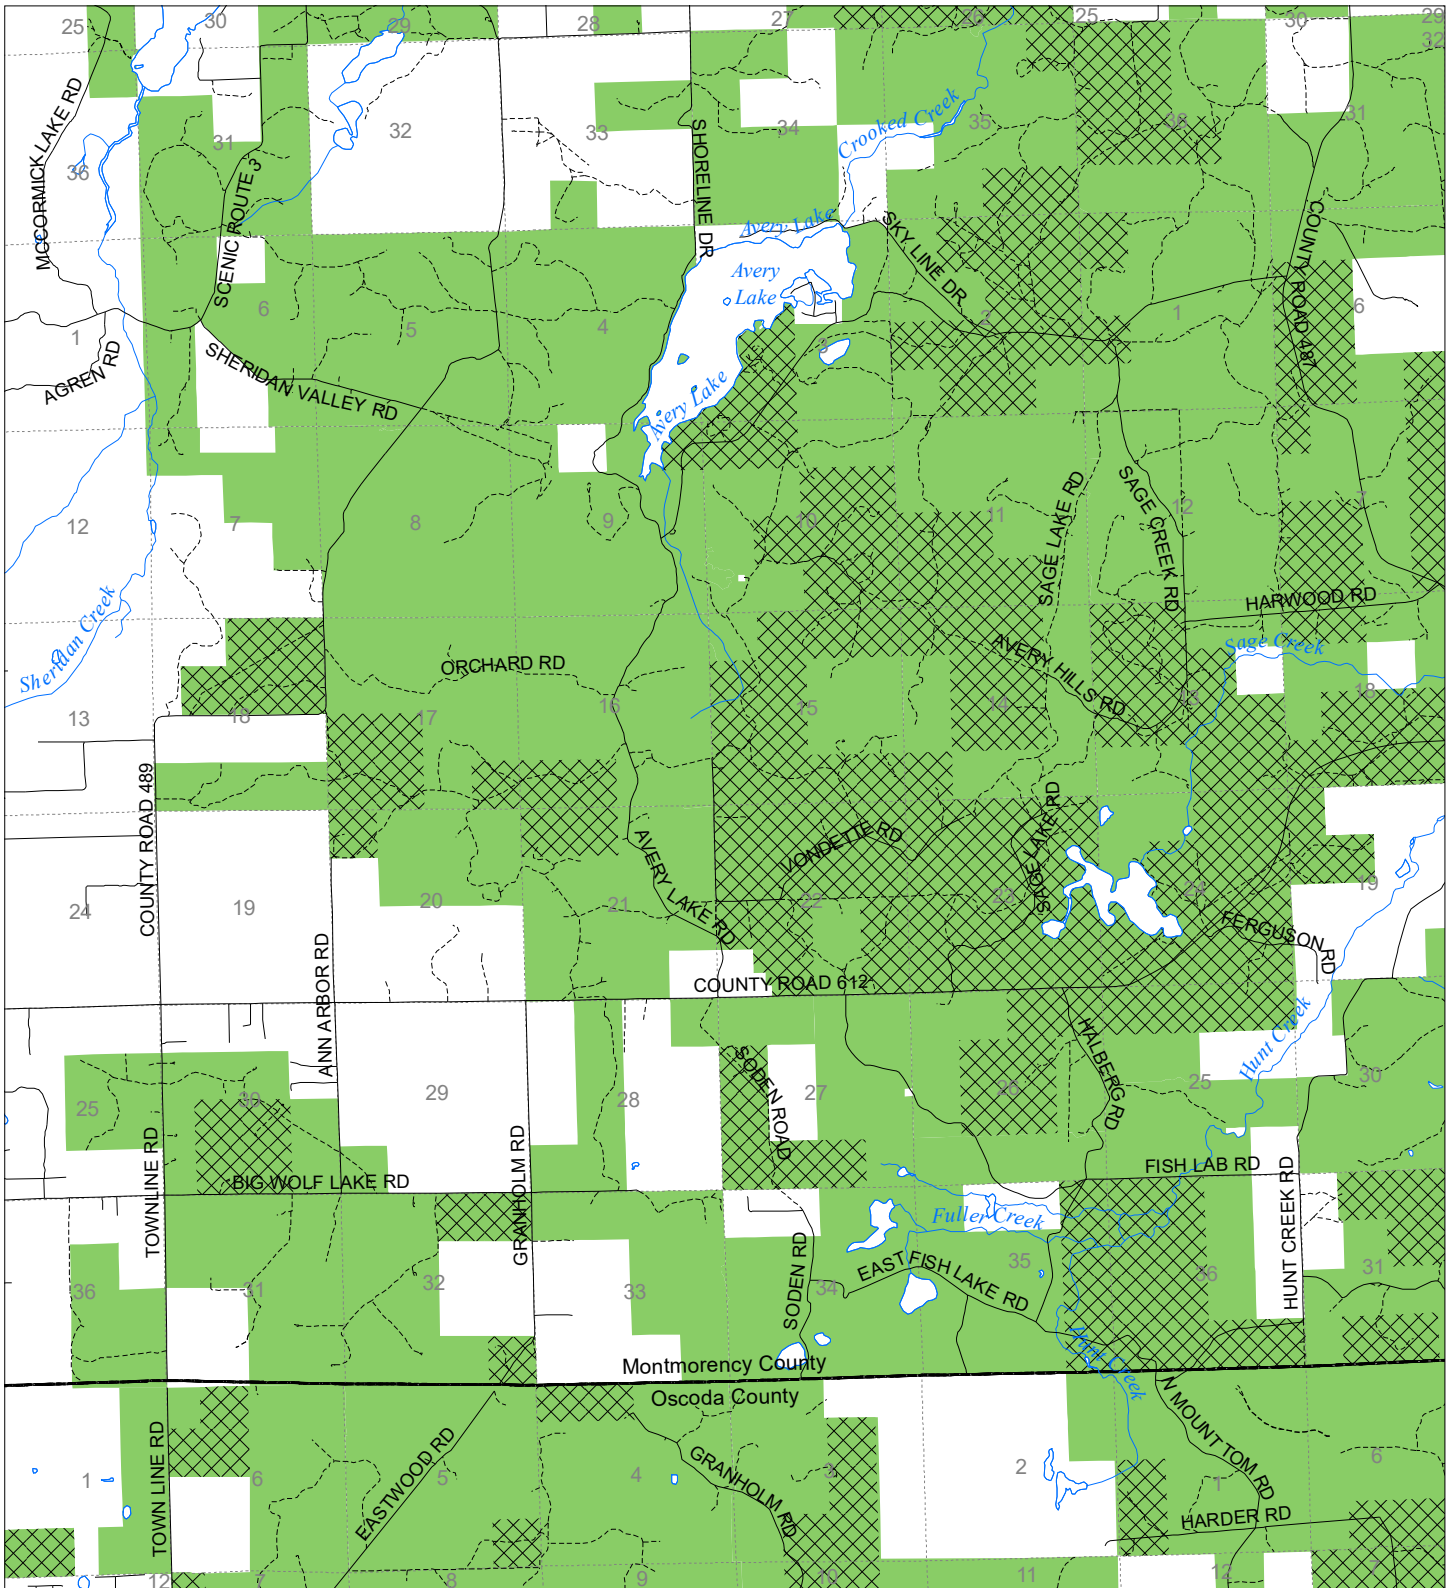 25
30
29
28
27
26
25
30
29
32
MCCORMICK LAKE RD
36
31
32
33
34
35
36
31
Crooked Creek
SCENIC ROUTE 3
SHORELINE DR
Avery Lake
SKY LINE DR
COUNTY ROAD 487
Avery
Lake
1
6
5
4
3
2
1
6
AGREN RD
SHERIDAN VALLEY RD
Avery Lake
12
7
8
9
10
11
12
7
SAGE LAKE RD
SAGE CREEK RD
HARWOOD RD
Sheridan Creek
Sage Creek
ORCHARD RD
AVERY HILLS RD
13
18
17
16
15
14
13
18
COUNTY ROAD 489
VONDETTE RD
SAGE LAKE RD
AVERY LAKE RD
24
19
20
21
22
23
24
19
ANN ARBOR RD
FERGUSON RD
COUNTY ROAD 612
Hunt Creek
SODEN ROAD
HALBERG RD
25
30
29
28
27
26
25
30
TOWNLINE RD
GRANHOLM RD
BIG WOLF LAKE RD
FISH LAB RD
HUNT CREEK RD
Fuller Creek
SODEN RD
EAST FISH LAKE RD
36
31
32
33
34
35
36
31
Hunt Creek
Montmorency County
Oscoda County
TOWN LINE RD
EASTWOOD RD
GRANHOLM RD
N MOUNT TOM RD
1
6
5
4
3
2
1
6
HARDER RD
12
7
8
9
10
11
12
7